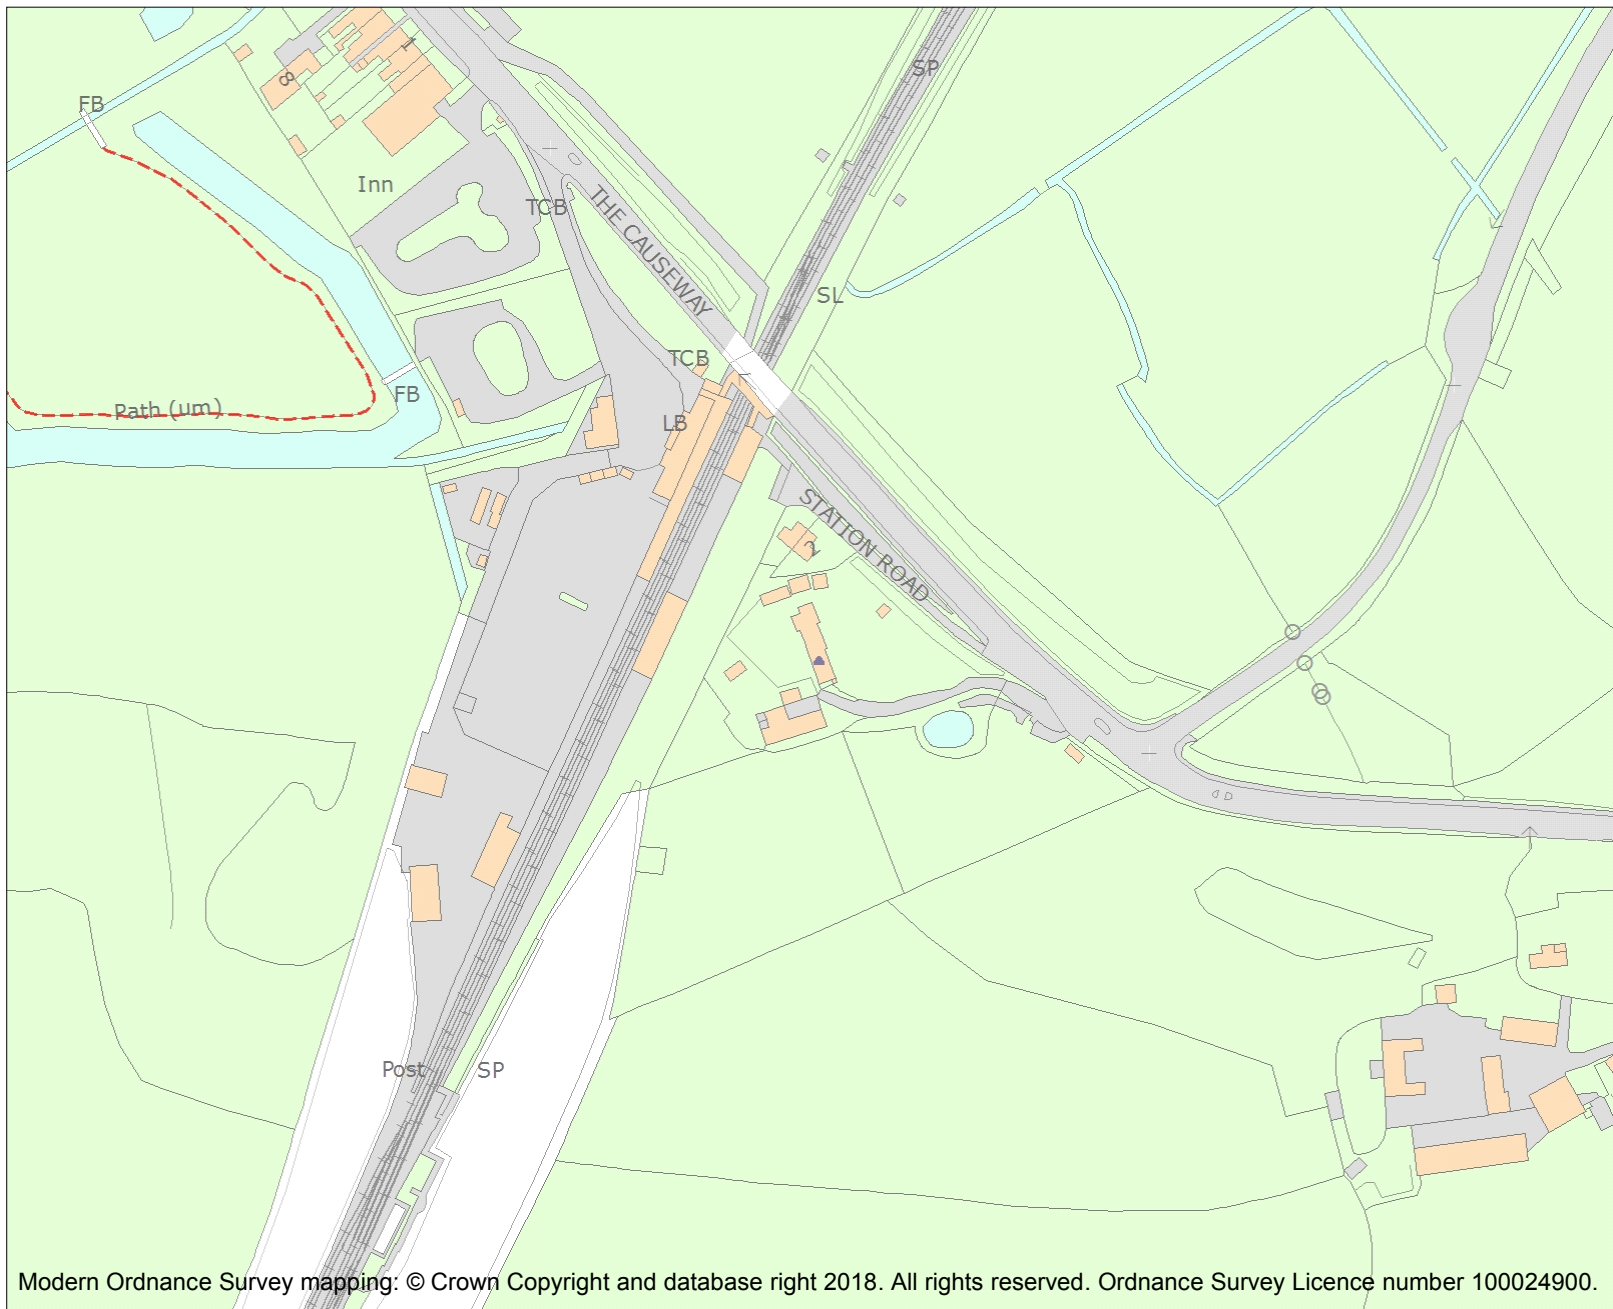 SP
1
8
FB
Inn
TCB
THE CAUSEWAY
SL
TCB
FB
Path (um)
LB
STATION ROAD
2
Post
SP
Modern Ordnance Survey mapping: © Crown Copyright and database right 2018. All rights reserved. Ordnance Survey Licence number 100024900.